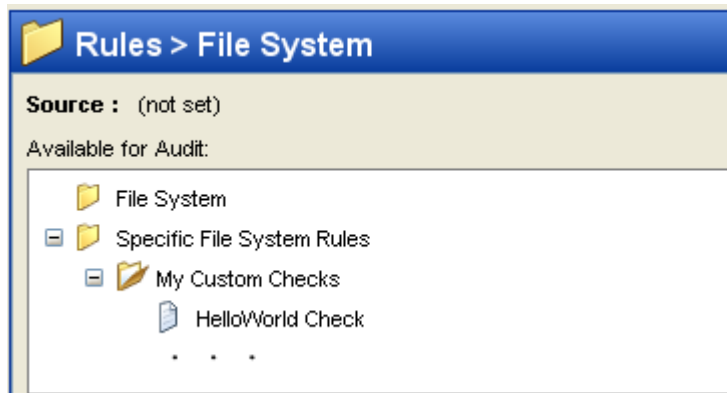 Rules > File System
Source : (not set)
Available for Audit:
File System
Specific File System Rules
My Custom Checks
HelloWorld Check
. . .